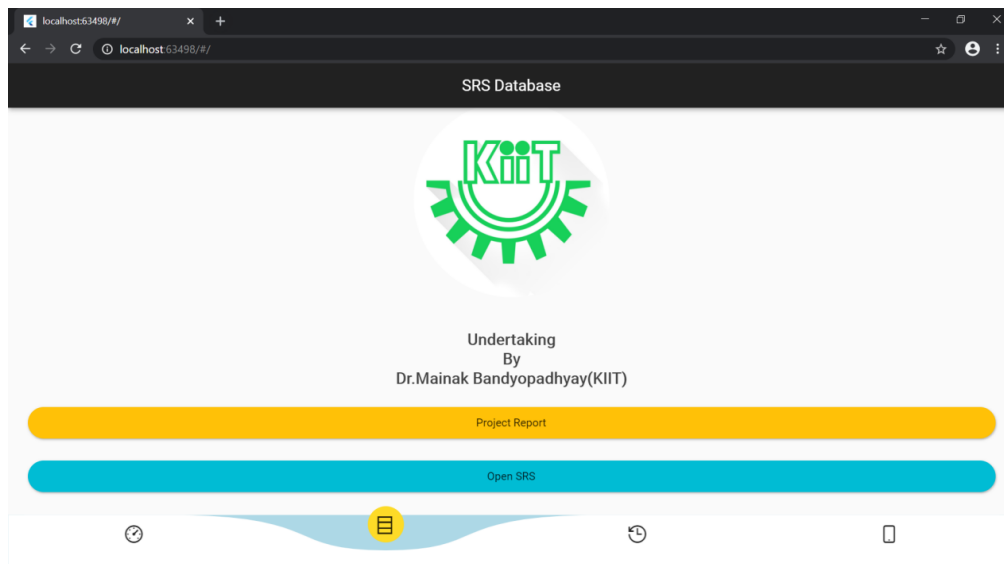 localhost:63498/#/
localhost:63498/#/
SRS Database
KiiT
Undertaking
By
Dr.Mainak Bandyopadhyay(KIIT)
Project Report
Open SRS